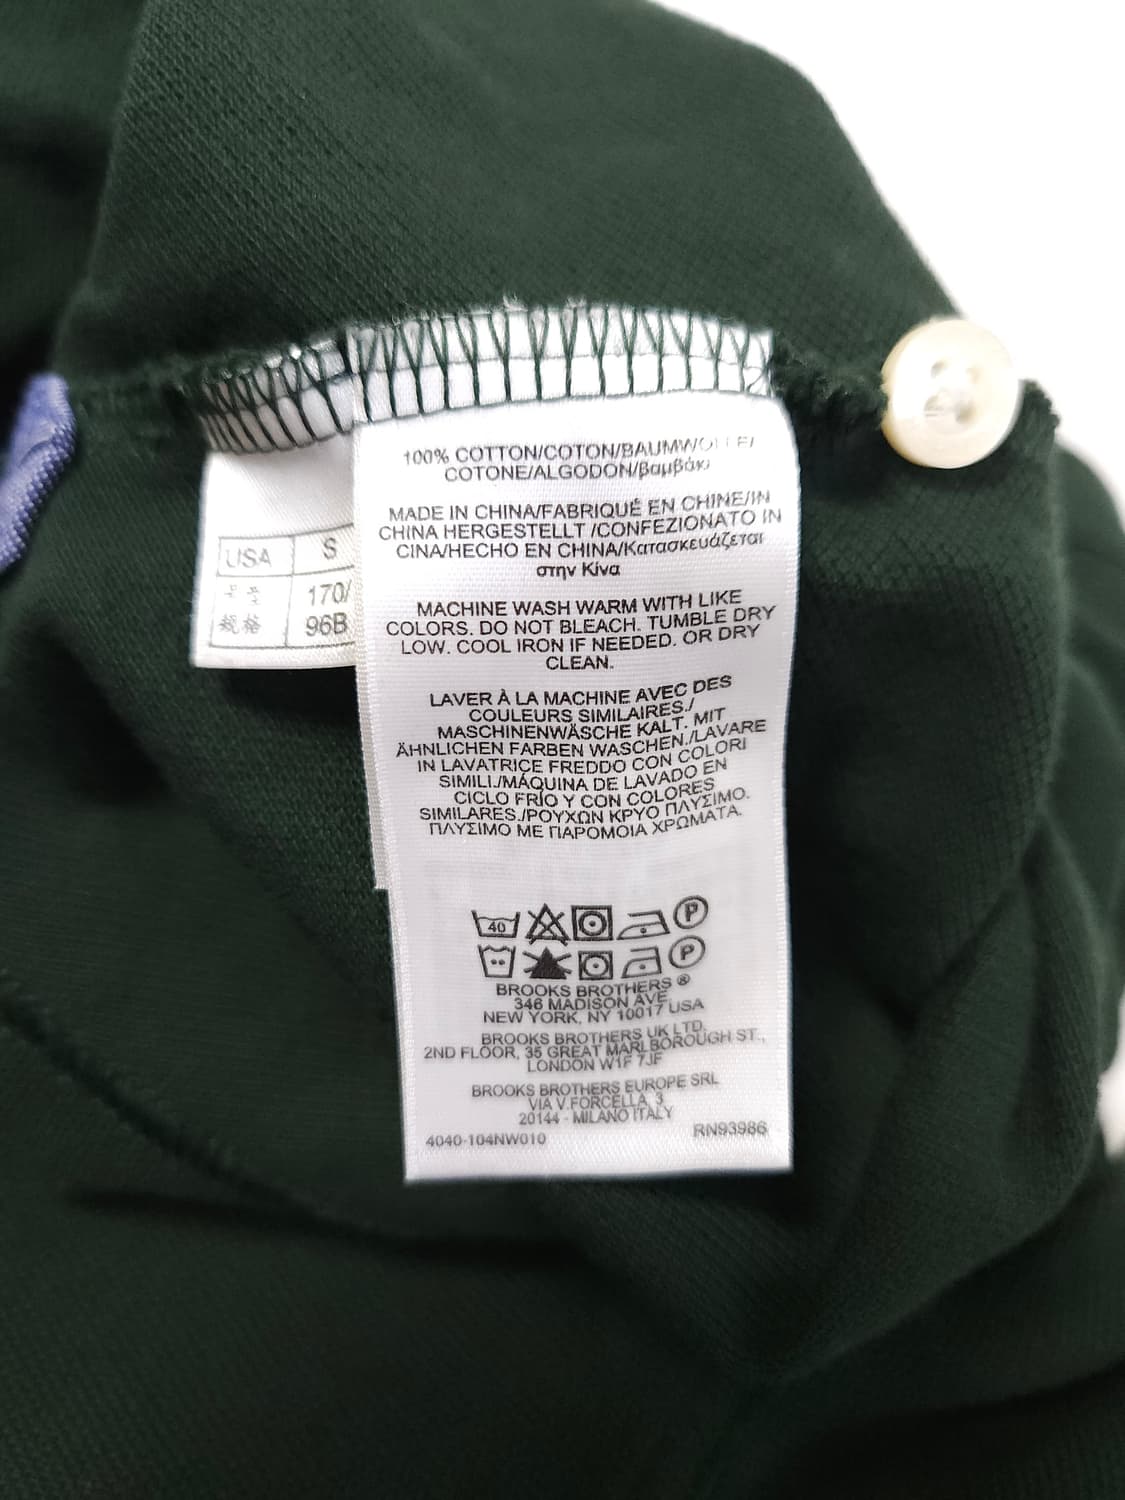 USA S
号型 170/
规格 96B
100% COTTON/COTON/BAUMWOLLE/
COTONE/ALGODON/βαμβάκι
MADE IN CHINA/FABRIQUÉ EN CHINE/IN
CHINA HERGESTELLT /CONFEZIONATO IN
CINA/HECHO EN CHINA/Κατασκευάζεται
στην Κίνα
MACHINE WASH WARM WITH LIKE
COLORS. DO NOT BLEACH. TUMBLE DRY
LOW. COOL IRON IF NEEDED. OR DRY
CLEAN.
LAVER À LA MACHINE AVEC DES
COULEURS SIMILAIRES./
MASCHINENWÄSCHE KALT. MIT
ÄHNLICHEN FARBEN WASCHEN./LAVARE
IN LAVATRICE FREDDO CON COLORI
SIMILI./MÁQUINA DE LAVADO EN
CICLO FRÍO Y CON COLORES
SIMILARES./ΡΟΥΧΩΝ ΚΡΥΟ ΠΛΥΣΙΜΟ.
ΠΛΥΣΙΜΟ ΜΕ ΠΑΡΟΜΟΙΑ ΧΡΩΜΑΤΑ.
40 P
P
BROOKS BROTHERS ®
346 MADISON AVE.
NEW YORK, NY 10017 USA
BROOKS BROTHERS UK LTD.
2ND FLOOR, 35 GREAT MARLBOROUGH ST.,
LONDON W1F 7JF
BROOKS BROTHERS EUROPE SRL
VIA V.FORCELLA, 3
20144 - MILANO ITALY
4040-104NW010 RN93986